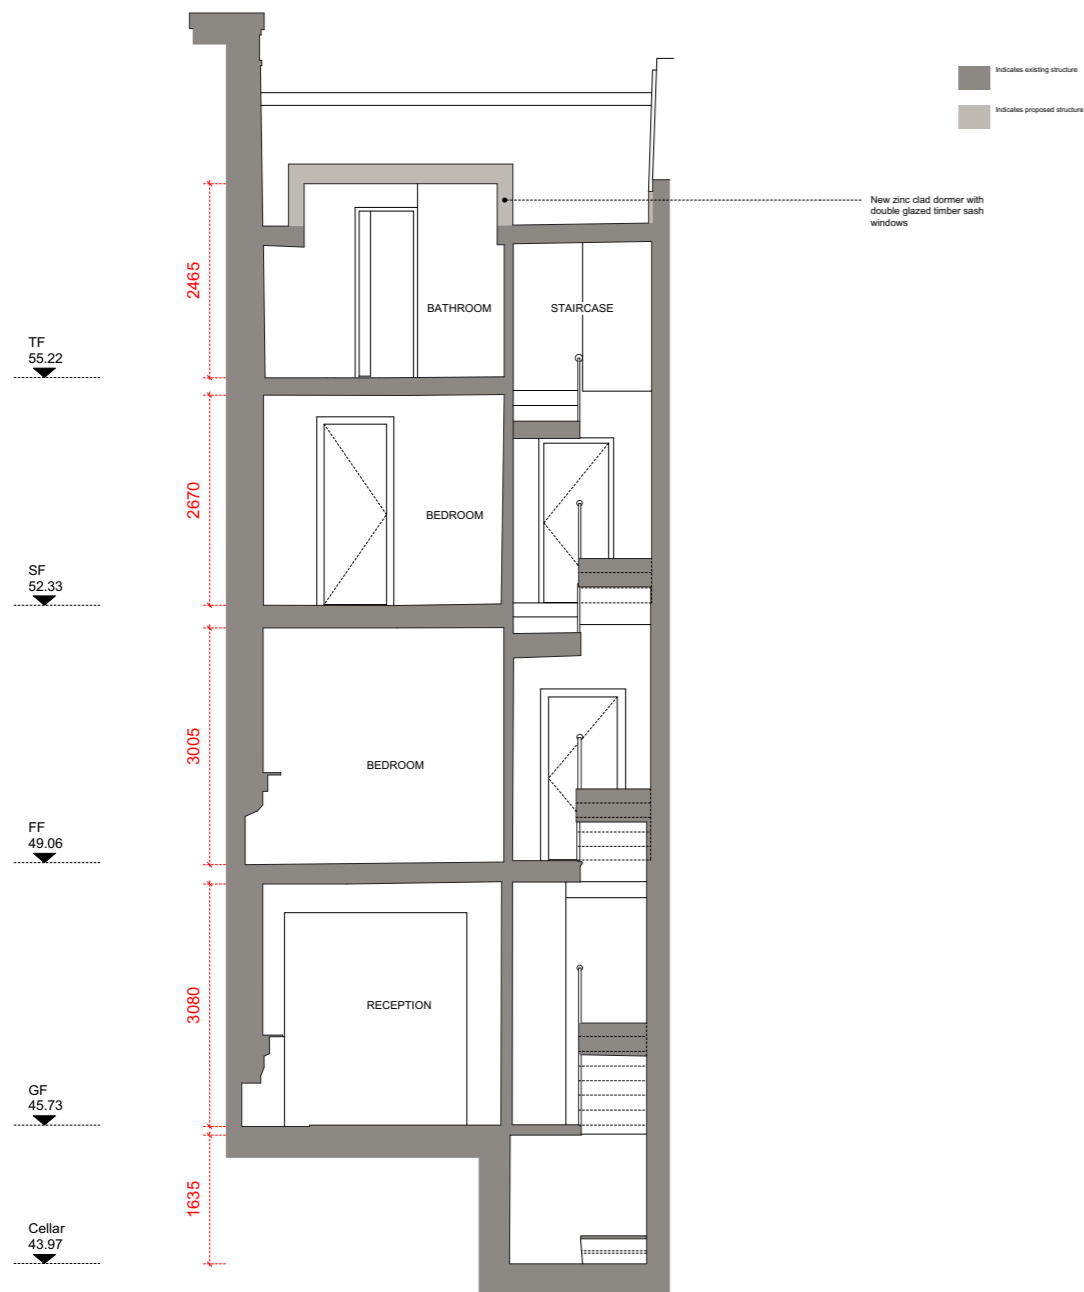 Indicates existing structure
Indicates proposed structure
New zinc clad dormer with
double glazed timber sash
windows
2465
BATHROOM
STAIRCASE
TF
55.22
2670
BEDROOM
SF
52.33
3005
BEDROOM
FF
49.06
3080
RECEPTION
GF
45.73
1635
Cellar
43.97